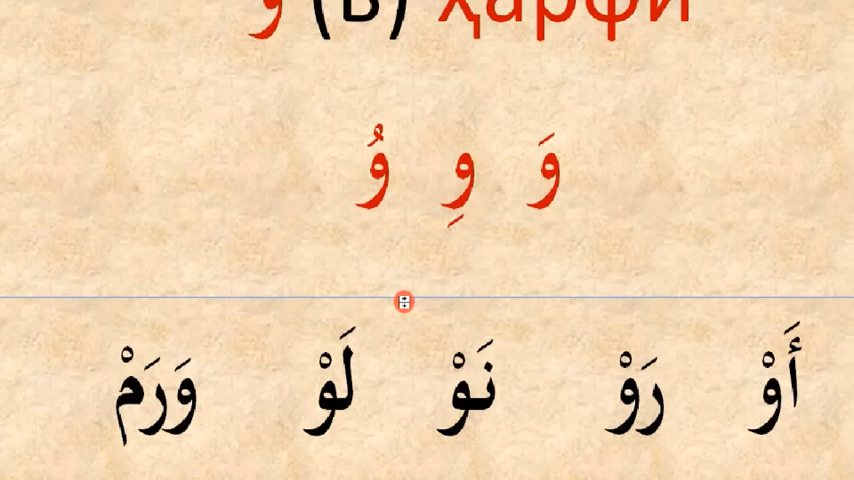 ҳарфи (В) و
وَ وِ وُ
أَوْ رَوْ نَوْ لَوْ وَرَمْ